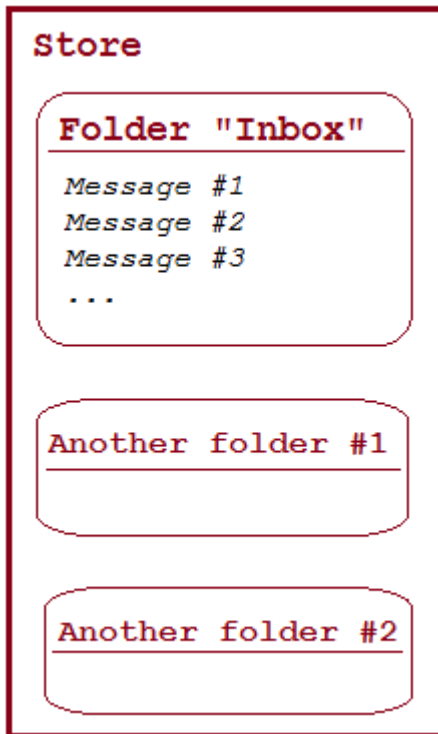 Store
Folder "Inbox"
Message #1
Message #2
Message #3
...
Another folder #1
Another folder #2